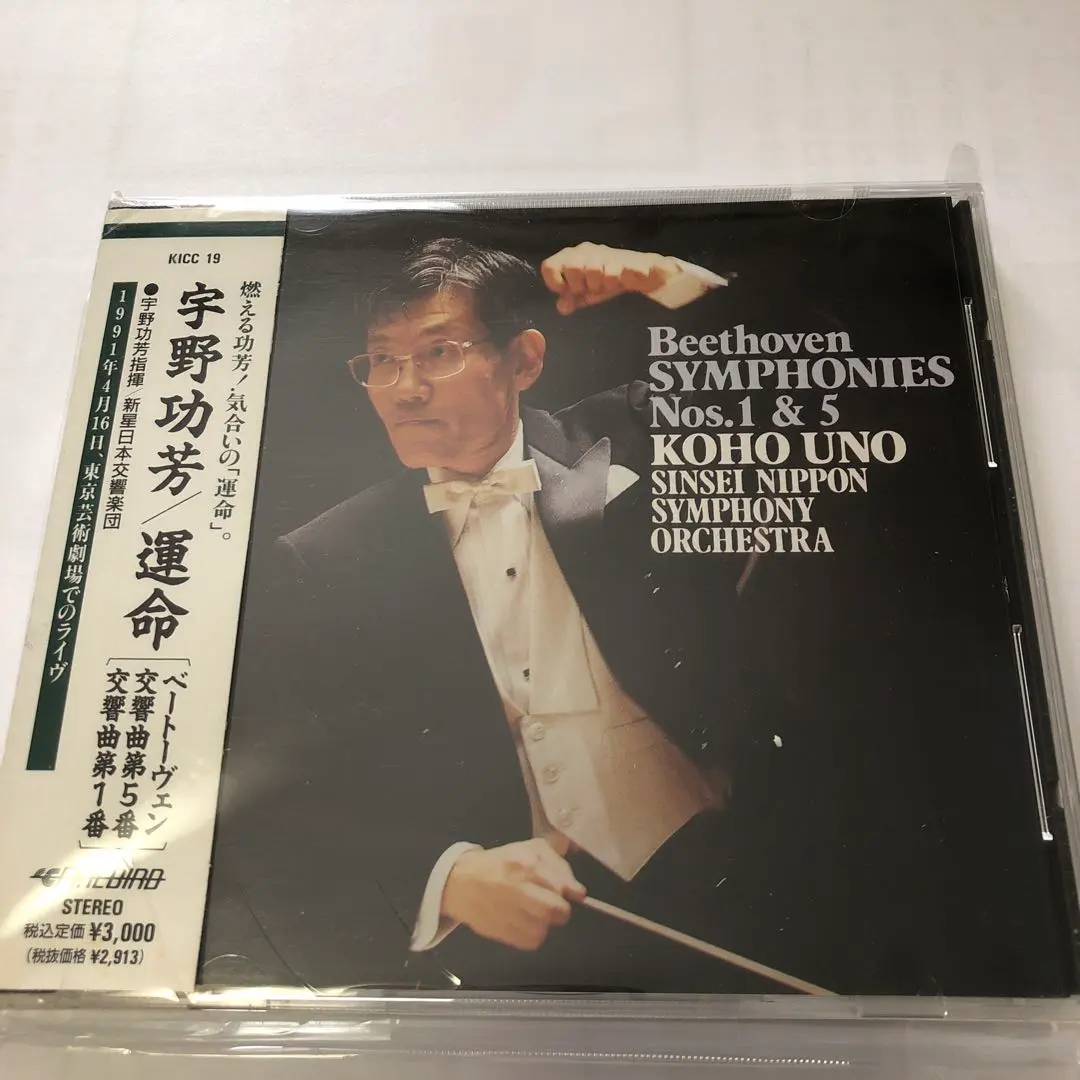 KICC 19
燃える功芳!気合いの「運命」。
宇野功芳/運命
ベートーヴェン
交響曲第5番
交響曲第1番
●宇野功芳指揮/新星日本交響楽団
1991年4月16日、東京芸術劇場でのライヴ
STEREO
税込定価 ¥3,000
(税抜価格 ¥2,913)
Beethoven
SYMPHONIES
Nos. 1 & 5
KOHO UNO
SINSEI NIPPON
SYMPHONY
ORCHESTRA